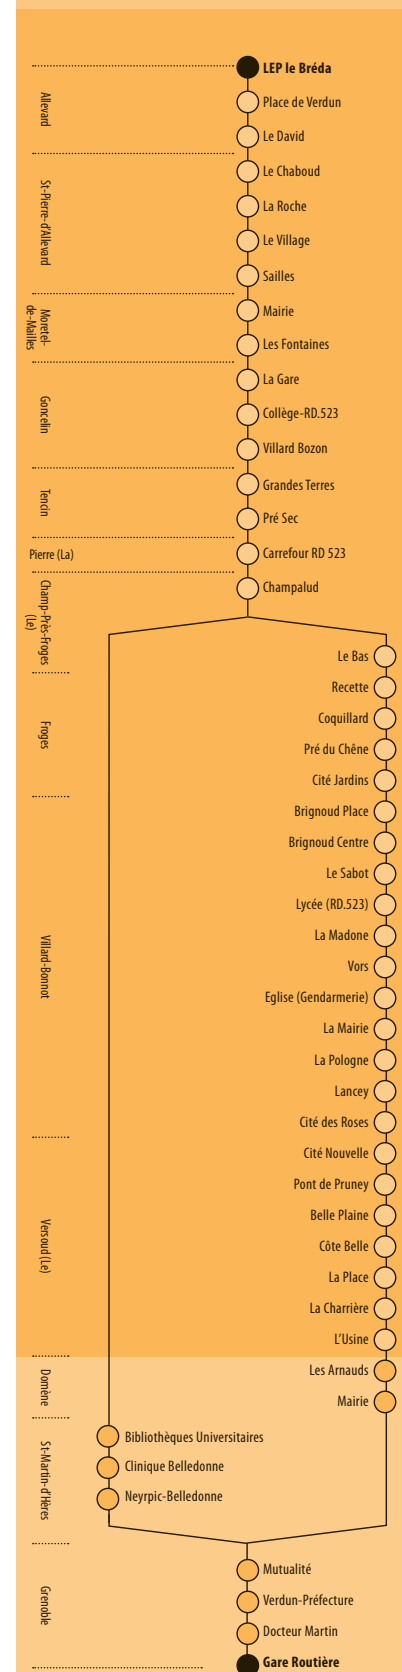 LEP le Bréda
Allevard
Place de Verdun
Le David
St-Pierre-d'Allevard
Le Chaboud
La Roche
Le Village
Sailles
Moretel-
de-Mailles
Mairie
Les Fontaines
Goncelin
La Gare
Collège-RD.523
Villard Bozon
Tencin
Grandes Terres
Pré Sec
Pierre (La)
Carrefour RD 523
Champ-Près-Froges
(Le)
Champalud
Le Bas
Froges
Recette
Coquillard
Pré du Chêne
Cité Jardins
Villard-Bonnot
Brignoud Place
Brignoud Centre
Le Sabot
Lycée (RD.523)
La Madone
Vors
Eglise (Gendarmerie)
La Mairie
La Pologne
Lancey
Cité des Roses
Versoud (Le)
Cité Nouvelle
Pont de Pruney
Belle Plaine
Côte Belle
La Place
La Charrière
L'Usine
Domène
Les Arnauds
Mairie
St-Martin-d'Hères
Bibliothèques Universitaires
Clinique Belledonne
Neyrpic-Belledonne
Grenoble
Mutualité
Verdun-Préfecture
Docteur Martin
Gare Routière